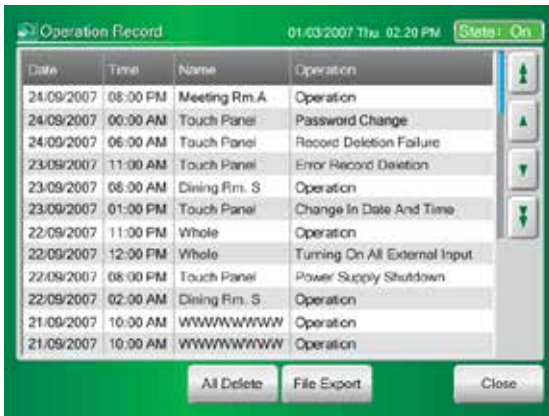 Operation Record 01/03/2007 Thu 02:20 PM State: On
Date Time Name Operation
24/09/2007 08:00 PM Meeting Rm.A Operation
24/09/2007 00:00 AM Touch Panel Password Change
24/09/2007 06:00 AM Touch Panel Record Deletion Failure
23/09/2007 11:00 AM Touch Panel Error Record Deletion
23/09/2007 08:00 AM Dining Rm. S Operation
23/09/2007 01:00 PM Touch Panel Change In Date And Time
22/09/2007 11:00 PM Whole Operation
22/09/2007 12:00 PM Whole Turning On All External Input
22/09/2007 08:00 PM Touch Panel Power Supply Shutdown
22/09/2007 02:00 AM Dining Rm. S Operation
21/09/2007 10:00 AM Operation
21/09/2007 10:00 AM Operation
All Delete File Export Close